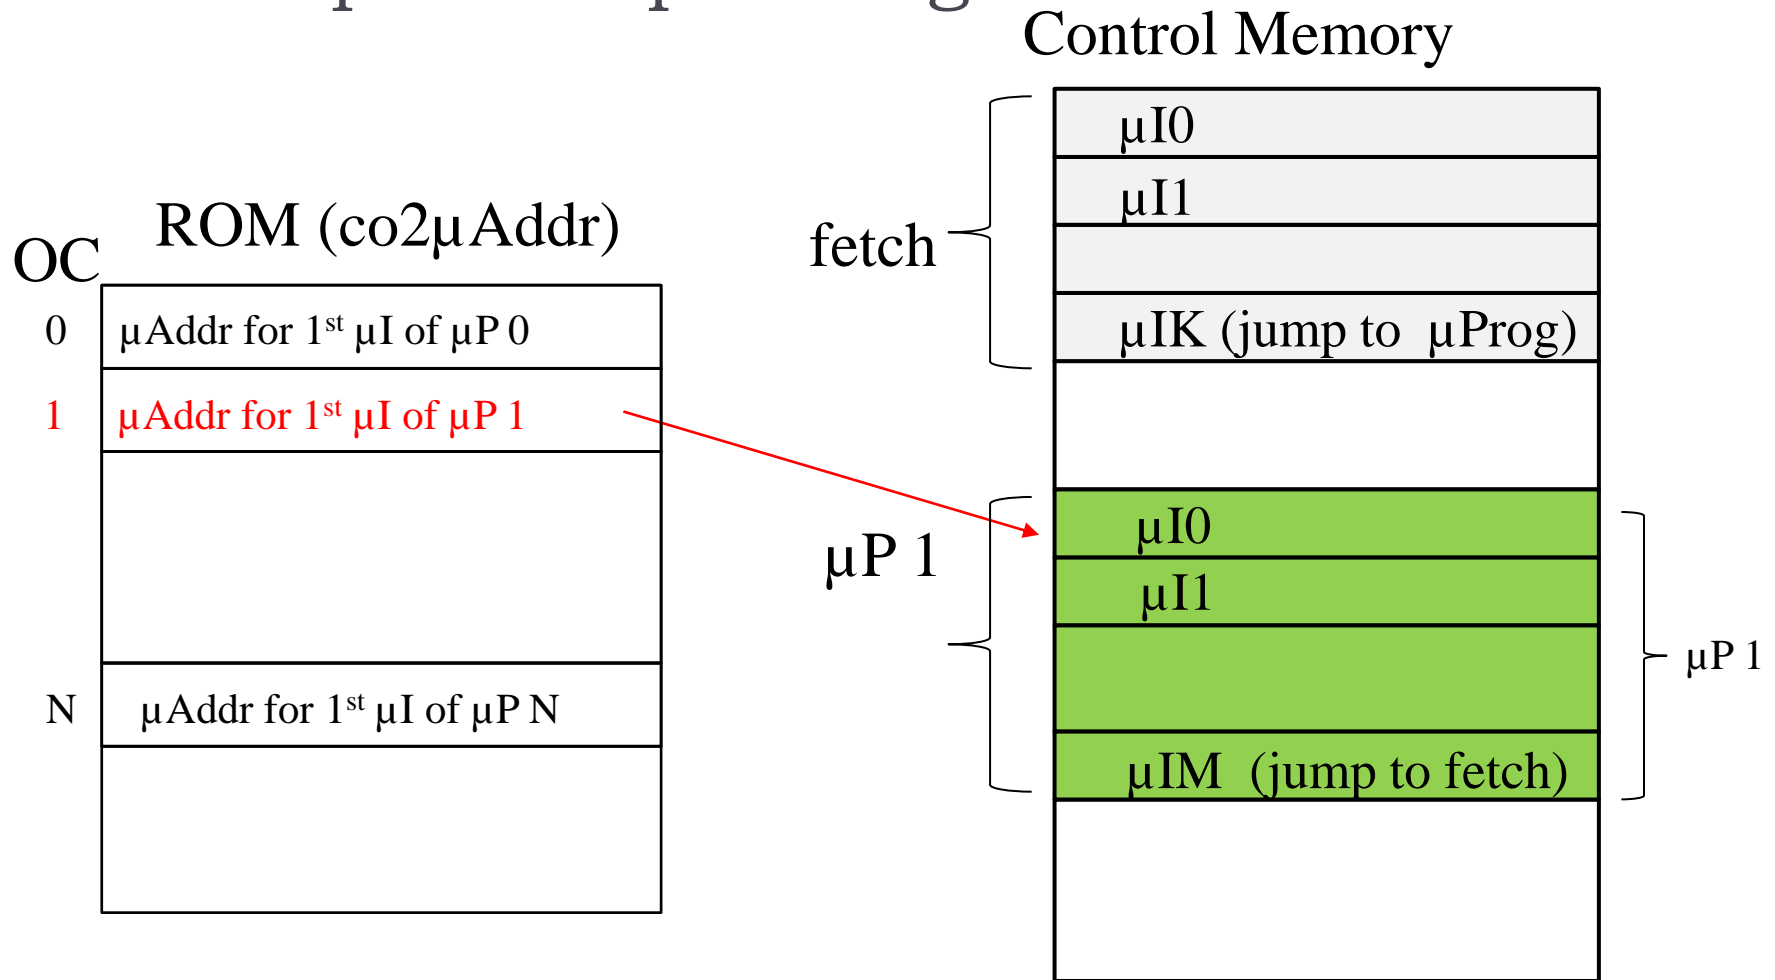 Control Memory
µI0
µI1
fetch
µIK (jump to µProg)
ROM (co2µAddr)
OC
0 µAddr for 1st µI of µP 0
1 µAddr for 1st µI of µP 1
N µAddr for 1st µI of µP N
µP 1
µI0
µI1
µIM (jump to fetch)
µP 1